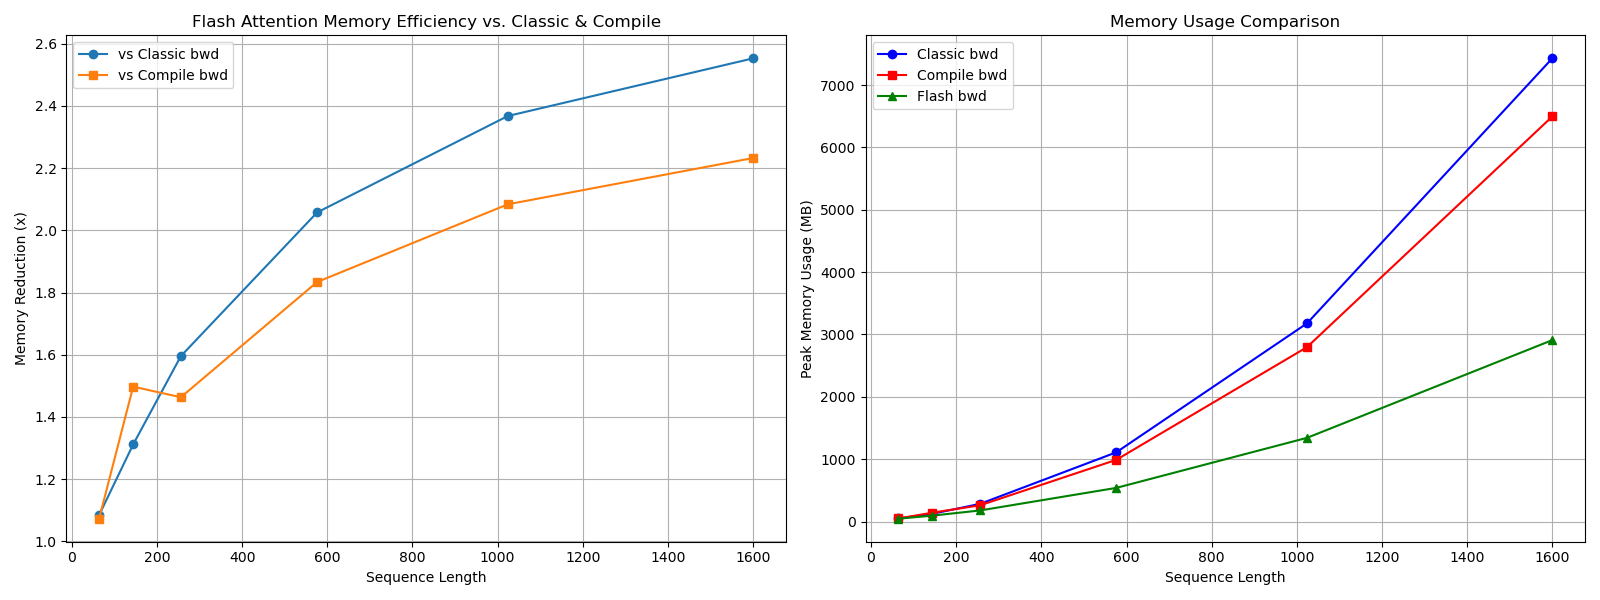 Flash Attention Memory Efficiency vs. Classic & Compile
vs Classic bwd
vs Compile bwd
Memory Reduction (x)
2.6
2.4
2.2
2.0
1.8
1.6
1.4
1.2
1.0
0 200 400 600 800 1000 1200 1400 1600
Sequence Length
Memory Usage Comparison
Classic bwd
Compile bwd
Flash bwd
Peak Memory Usage (MB)
7000
6000
5000
4000
3000
2000
1000
0
0 200 400 600 800 1000 1200 1400 1600
Sequence Length